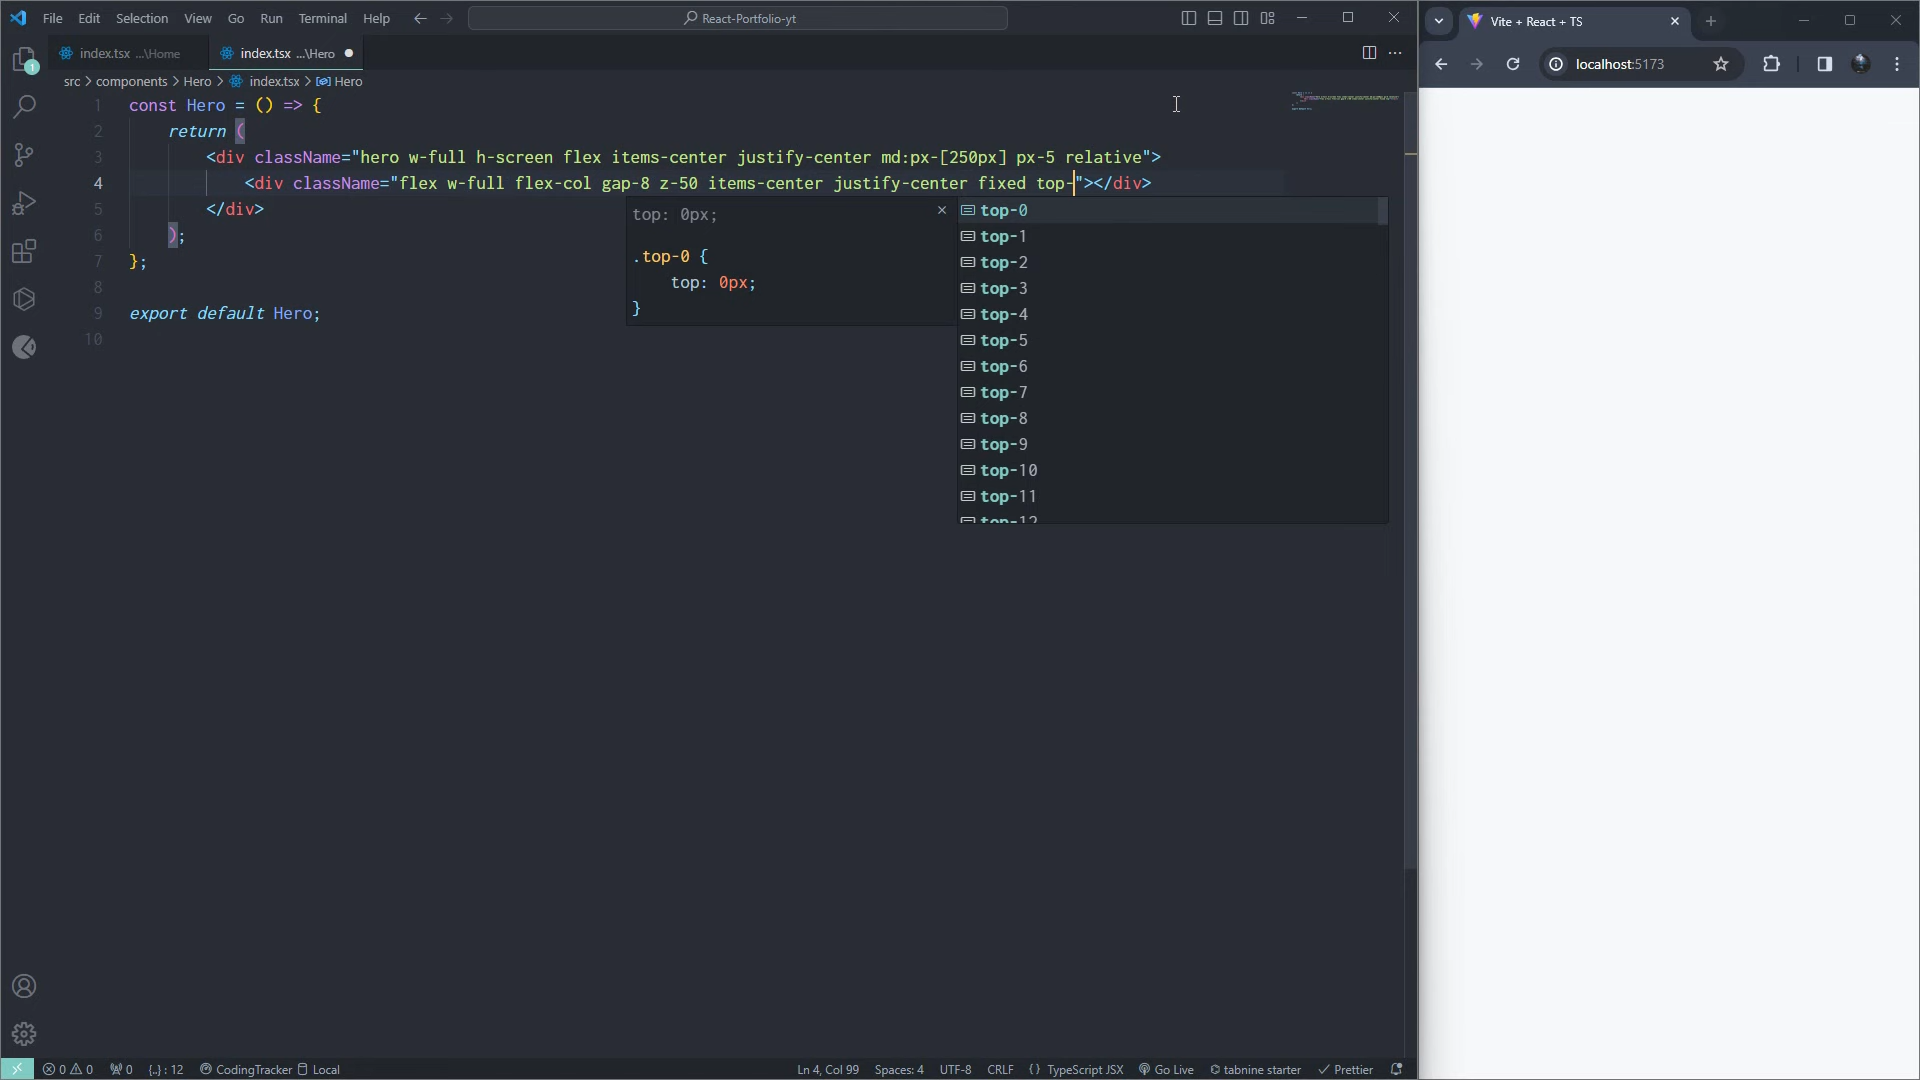 File Edit Selection View Go Run Terminal Help
React-Portfolio-yt
index.tsx ...\Home
index.tsx ...\Hero
src > components > Hero > index.tsx > Hero
1 const Hero = () => {
2 return (
3 <div className="hero w-full h-screen flex items-center justify-center md:px-[250px] px-5 relative">
4 <div className="flex w-full flex-col gap-8 z-50 items-center justify-center fixed top-"></div>
5 </div>
6 );
7 };
8
9 export default Hero;
10
top: 0px;
.top-0 {
top: 0px;
}
top-0
top-1
top-2
top-3
top-4
top-5
top-6
top-7
top-8
top-9
top-10
top-11
top-12
1
0 0 0 {..} : 12 CodingTracker Local
Ln 4, Col 99 Spaces: 4 UTF-8 CRLF { } TypeScript JSX Go Live tabnine starter Prettier
Vite + React + TS
localhost:5173